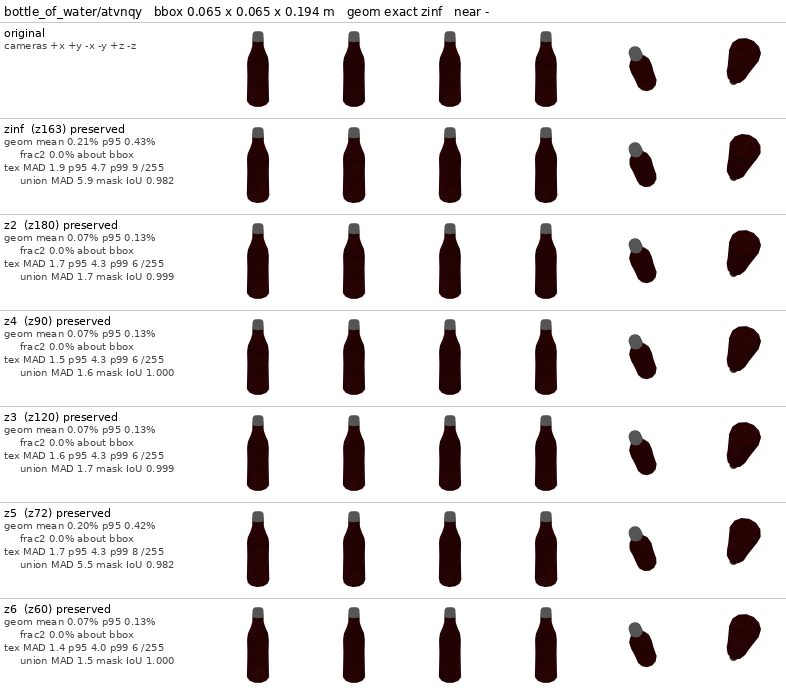 bottle_of_water/atvnqy bbox 0.065 x 0.065 x 0.194 m geom exact zinf near -
original
cameras +x +y -x -y +z -z
zinf (z163) preserved
geom mean 0.21% p95 0.43%
frac2 0.0% about bbox
tex MAD 1.9 p95 4.7 p99 9 /255
union MAD 5.9 mask IoU 0.982
z2 (z180) preserved
geom mean 0.07% p95 0.13%
frac2 0.0% about bbox
tex MAD 1.7 p95 4.3 p99 6 /255
union MAD 1.7 mask IoU 0.999
z4 (z90) preserved
geom mean 0.07% p95 0.13%
frac2 0.0% about bbox
tex MAD 1.5 p95 4.3 p99 6 /255
union MAD 1.6 mask IoU 1.000
z3 (z120) preserved
geom mean 0.07% p95 0.13%
frac2 0.0% about bbox
tex MAD 1.6 p95 4.3 p99 6 /255
union MAD 1.7 mask IoU 0.999
z5 (z72) preserved
geom mean 0.20% p95 0.42%
frac2 0.0% about bbox
tex MAD 1.7 p95 4.3 p99 8 /255
union MAD 5.5 mask IoU 0.982
z6 (z60) preserved
geom mean 0.07% p95 0.13%
frac2 0.0% about bbox
tex MAD 1.4 p95 4.0 p99 6 /255
union MAD 1.5 mask IoU 1.000